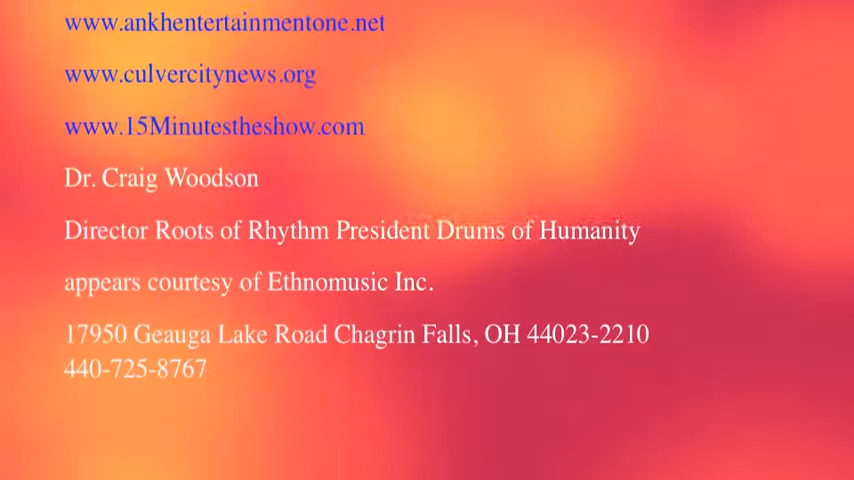 www.ankhentertainmentone.net
www.culvercitynews.org
www.15Minutestheshow.com
Dr. Craig Woodson
Director Roots of Rhythm President Drums of Humanity
appears courtesy of Ethnomusic Inc.
17950 Geauga Lake Road Chagrin Falls, OH 44023-2210
440-725-8767